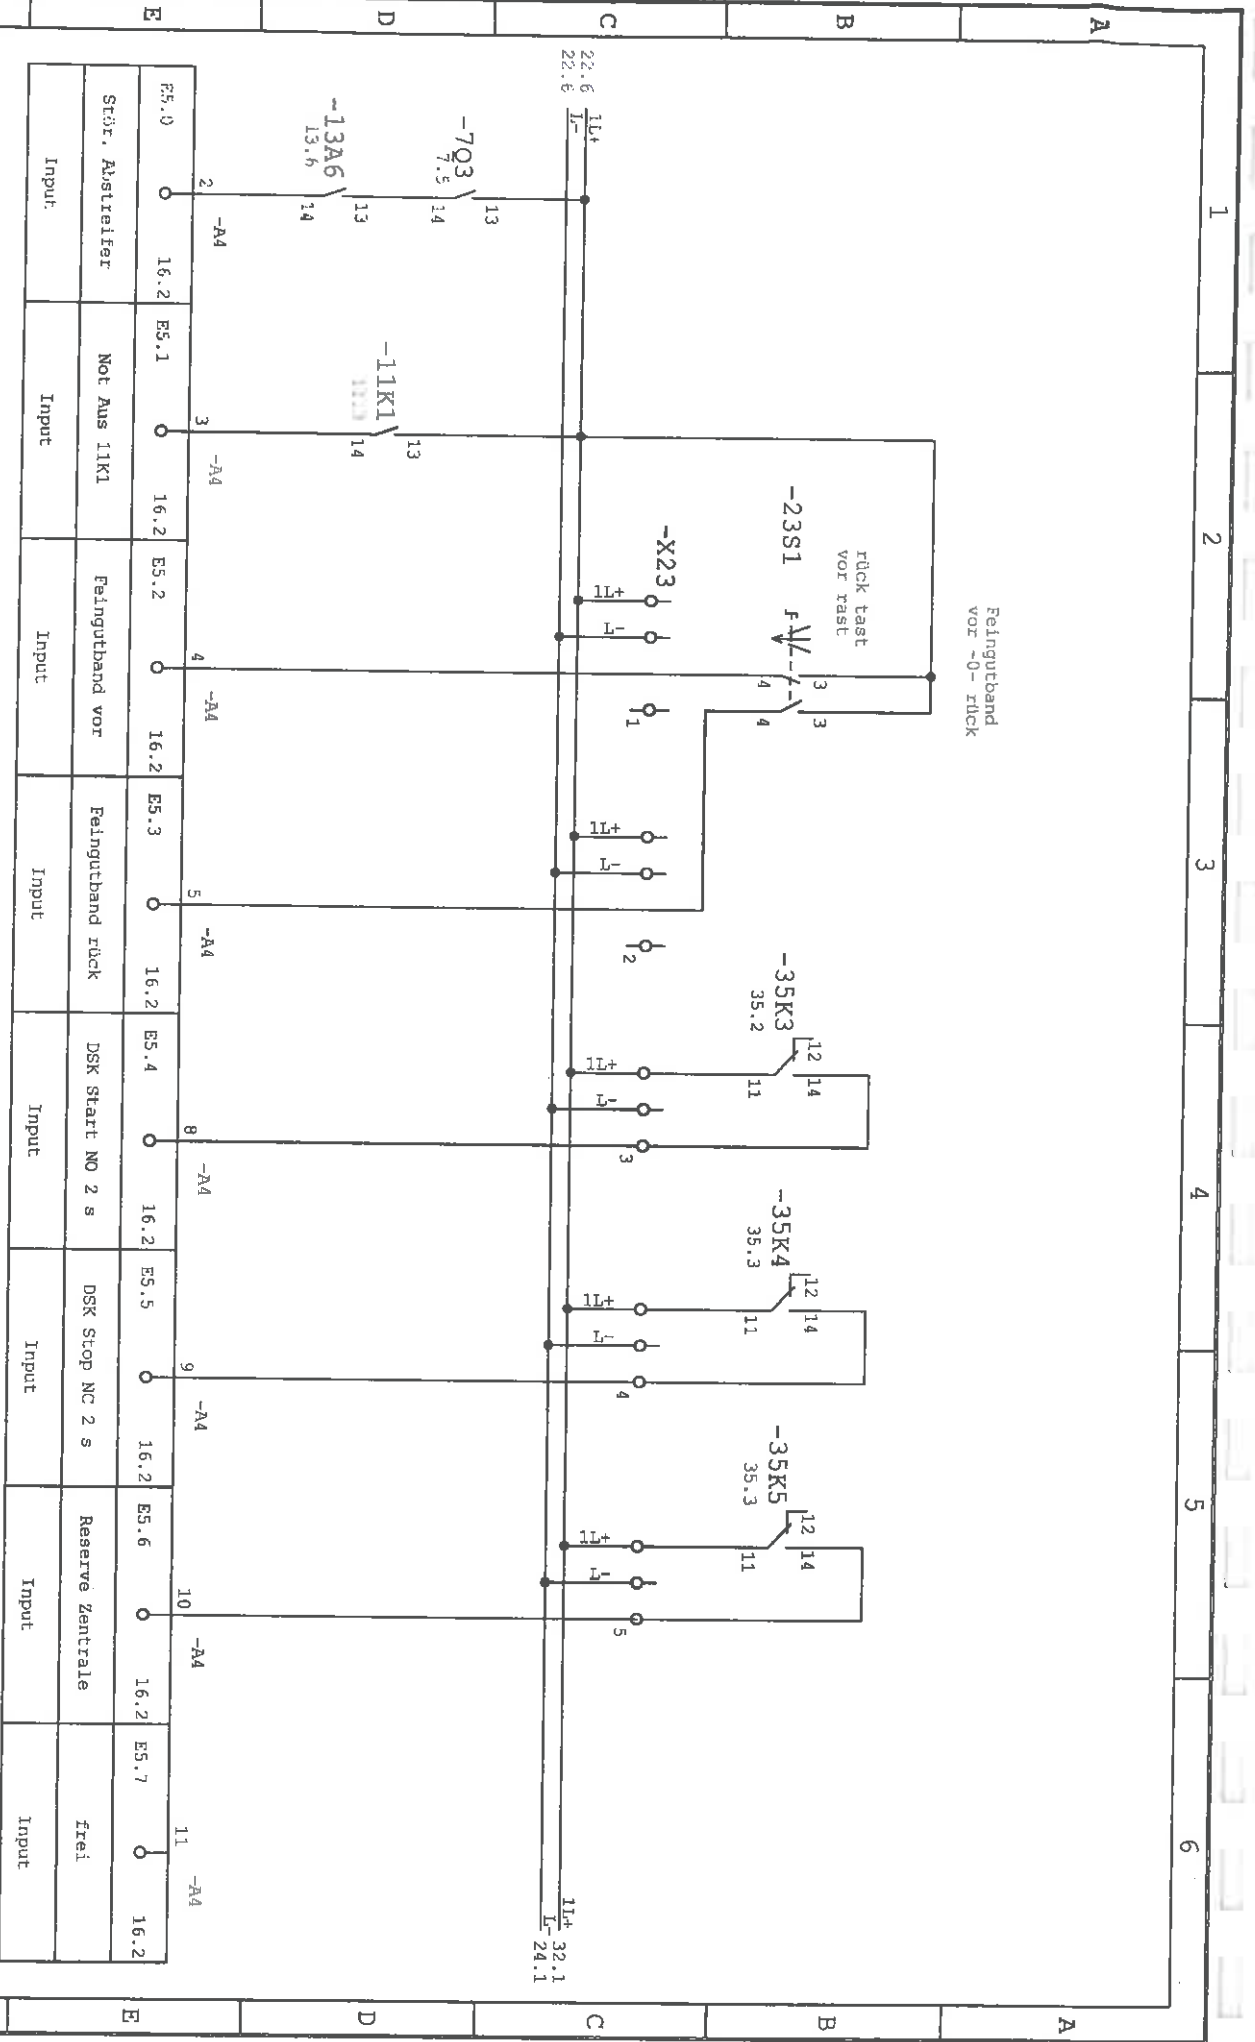 1
2
3
4
5
6
A
B
C
D
E
A
B
C
D
E
Feingutband
vor -0- rück
rück tast
vor rast
-23S1
3
4
3
4
-35K3
35.2
12
14
11
-35K4
35.3
12
14
11
-35K5
35.3
12
14
11
-X23
1L+
L-
1
1L+
L-
2
1L+
L-
3
1L+
L-
4
1L+
L-
5
22.6
22.6
1L+
L-
1L+
L-
32.1
24.1
-7Q3
7.5
13
14
-13A6
13.6
13
14
-11K1
13
14
2
-A4
3
-A4
4
-A4
5
-A4
8
-A4
9
-A4
10
-A4
11
-A4
E5.0 16.2
E5.1 16.2
E5.2 16.2
E5.3 16.2
E5.4 16.2
E5.5 16.2
E5.6 16.2
E5.7 16.2
Stör. Abstreifer
Not Aus 11K1
Feingutband vor
Feingutband rück
DSK Start NO 2 s
DSK Stop NC 2 s
Reserve Zentrale
frei
Input
Input
Input
Input
Input
Input
Input
Input